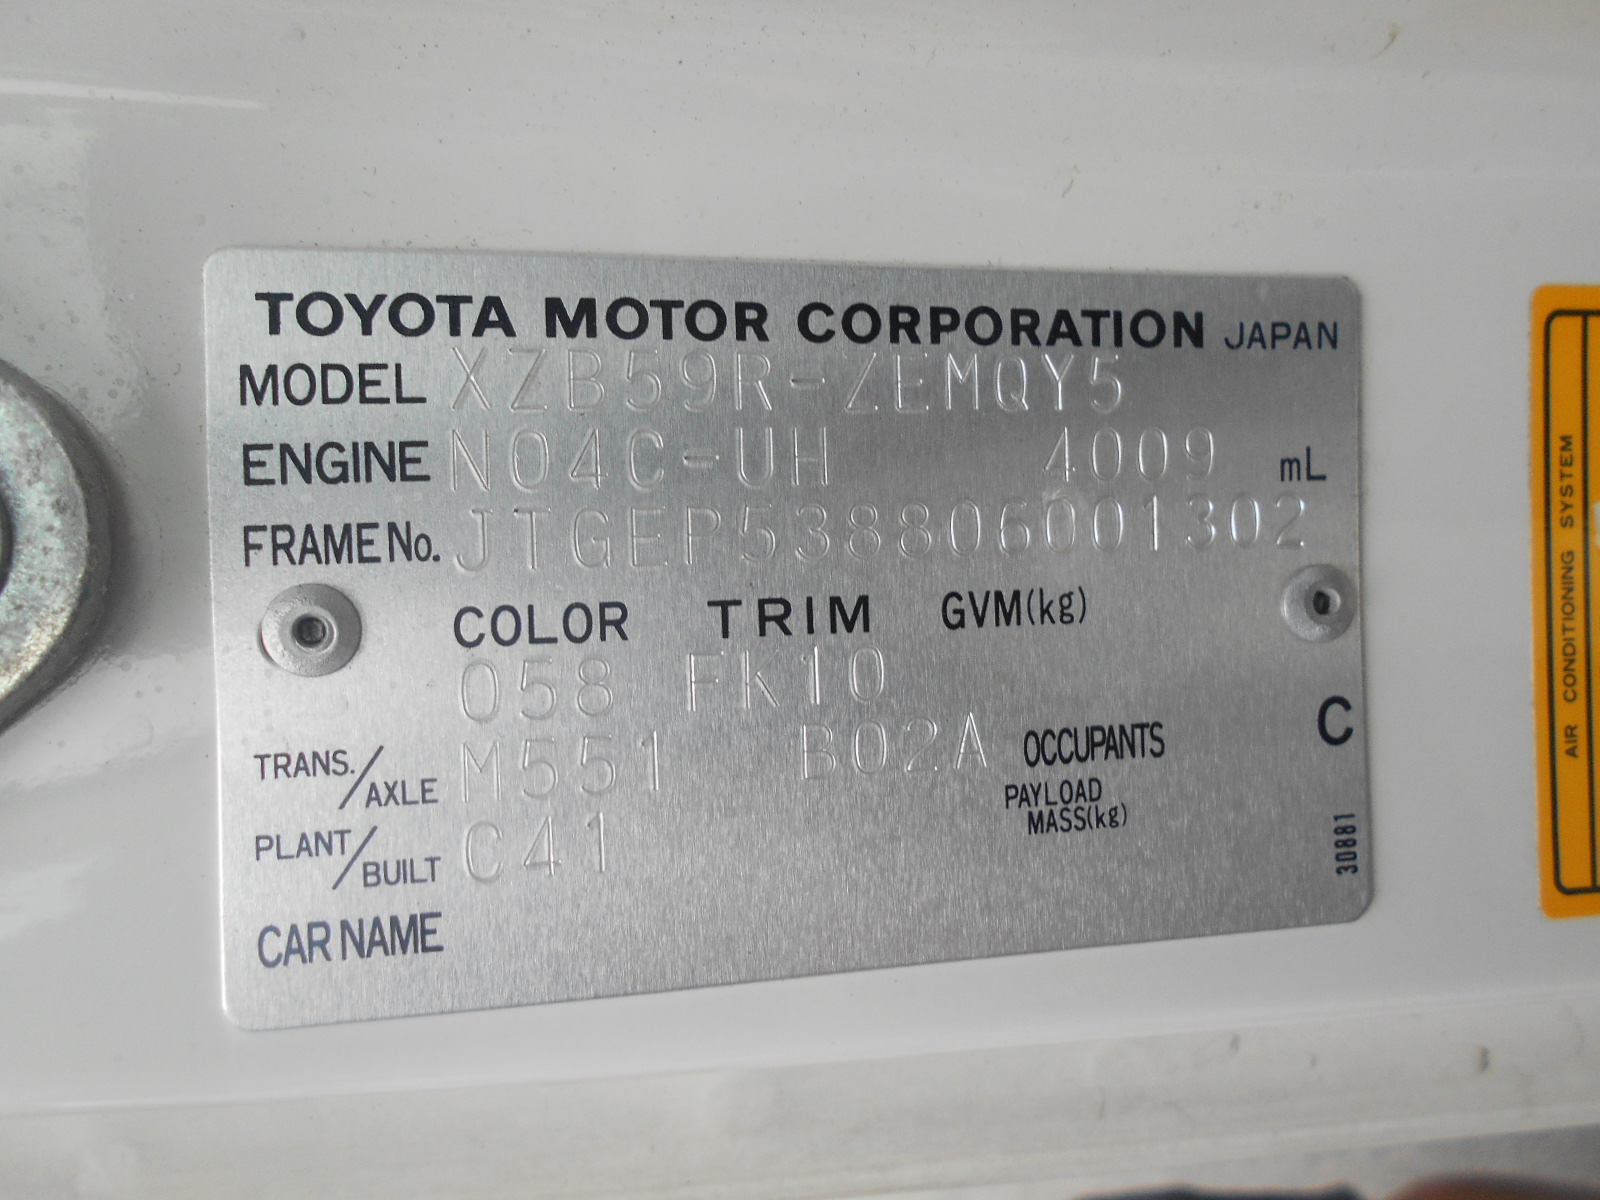 TOYOTA MOTOR CORPORATION JAPAN
MODEL XZB59R-ZEMQY5
ENGINE N04C-UH 4009 mL
FRAME No. JTGEP538806001302
COLOR TRIM GVM(kg)
058 FK10
TRANS./AXLE M551 B02A OCCUPANTS C
PAYLOAD MASS(kg)
PLANT/BUILT C41
30881
CAR NAME
AIR CONDITIONING SYSTEM